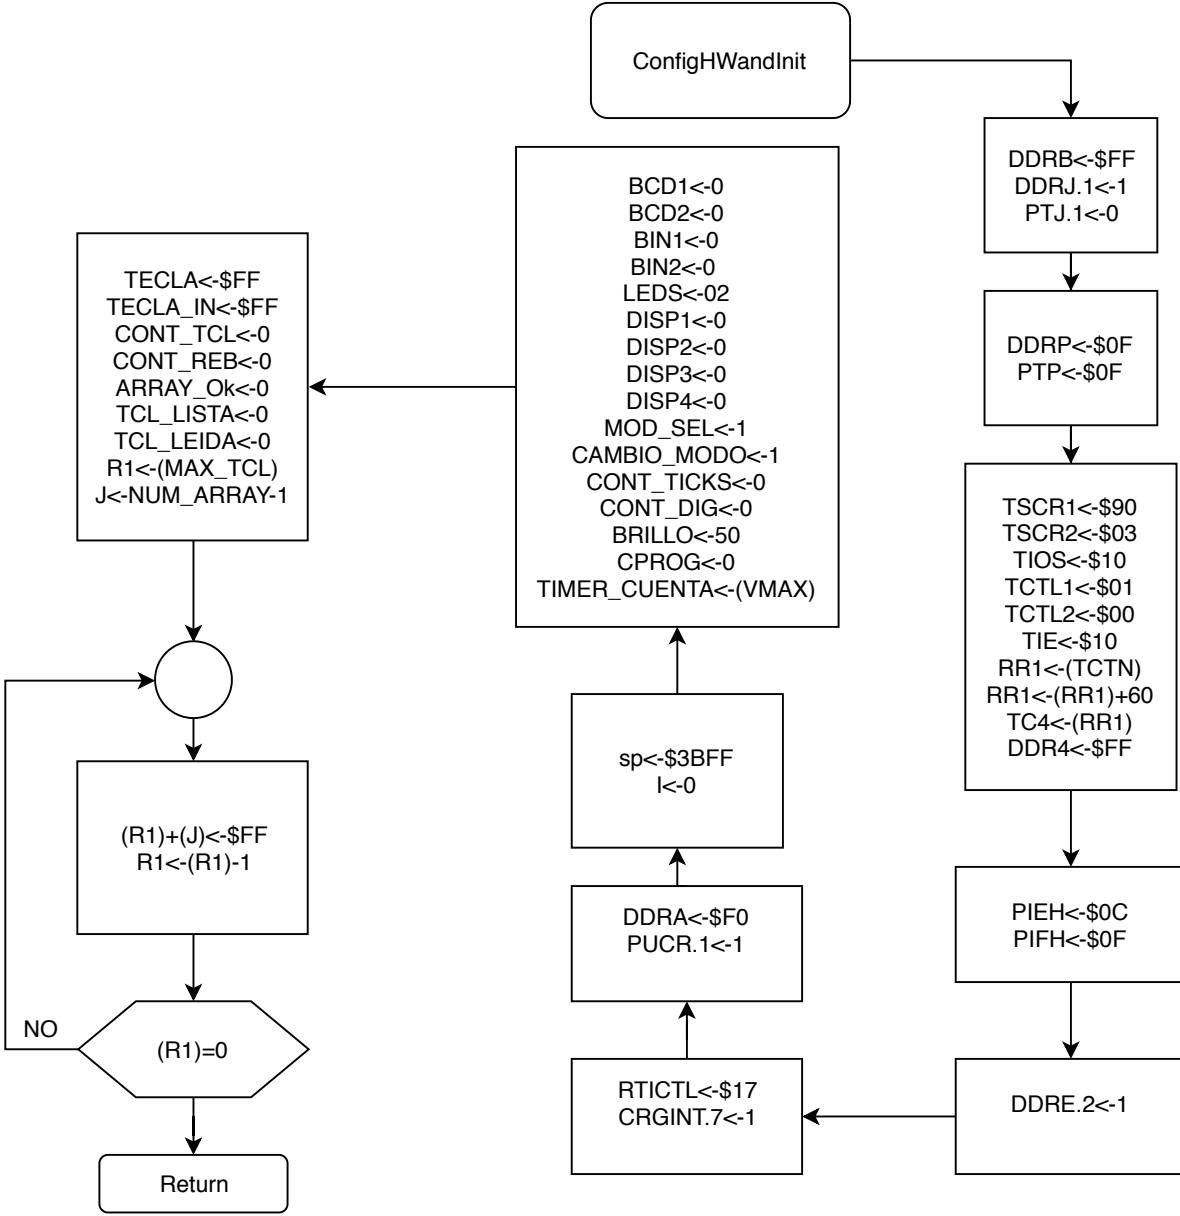 ConfigHWandInit
DDRB<-$FF
DDRJ.1<-1
PTJ.1<-0
DDRP<-$0F
PTP<-$0F
TSCR1<-$90
TSCR2<-$03
TIOS<-$10
TCTL1<-$01
TCTL2<-$00
TIE<-$10
RR1<-(TCTN)
RR1<-(RR1)+60
TC4<-(RR1)
DDR4<-$FF
PIEH<-$0C
PIFH<-$0F
DDRE.2<-1
RTICTL<-$17
CRGINT.7<-1
DDRA<-$F0
PUCR.1<-1
sp<-$3BFF
I<-0
BCD1<-0
BCD2<-0
BIN1<-0
BIN2<-0
LEDS<-02
DISP1<-0
DISP2<-0
DISP3<-0
DISP4<-0
MOD_SEL<-1
CAMBIO_MODO<-1
CONT_TICKS<-0
CONT_DIG<-0
BRILLO<-50
CPROG<-0
TIMER_CUENTA<-(VMAX)
TECLA<-$FF
TECLA_IN<-$FF
CONT_TCL<-0
CONT_REB<-0
ARRAY_Ok<-0
TCL_LISTA<-0
TCL_LEIDA<-0
R1<-(MAX_TCL)
J<-NUM_ARRAY-1
(R1)+(J)<-$FF
R1<-(R1)-1
(R1)=0
NO
Return